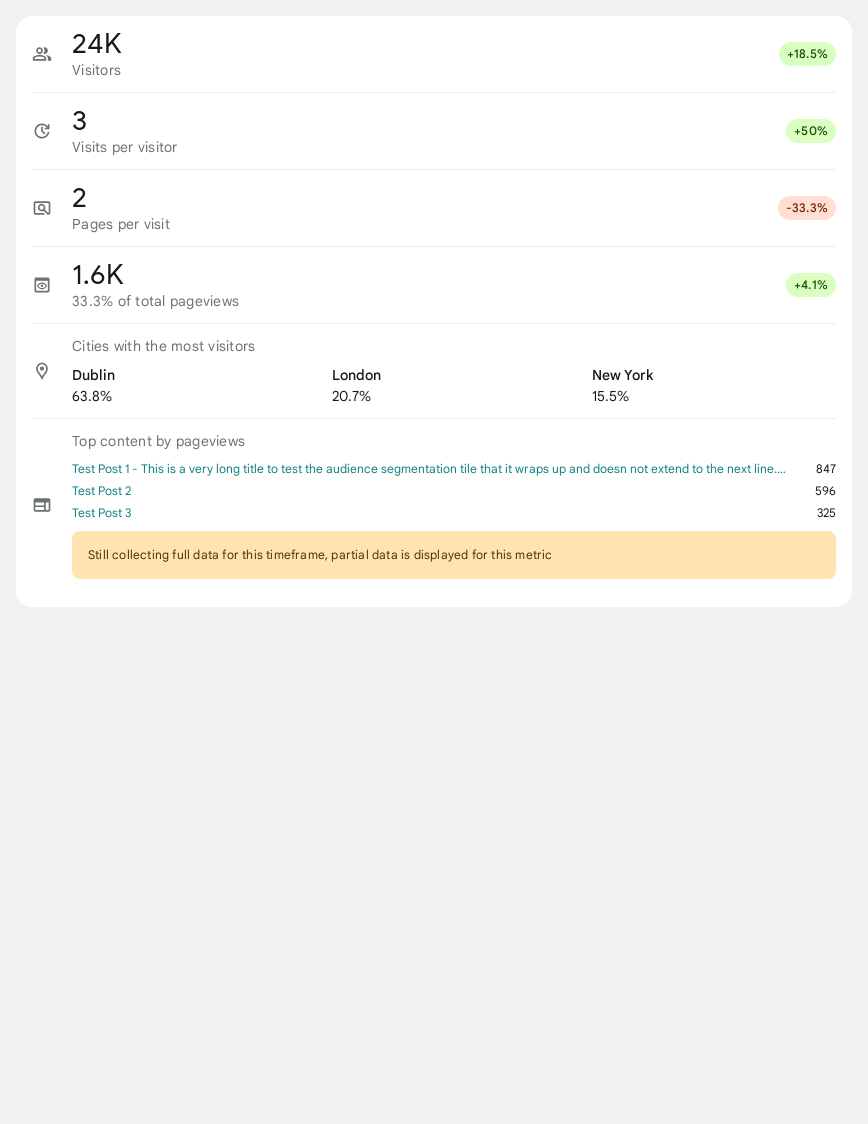 24K
Visitors
+18.5%
3
Visits per visitor
+50%
2
Pages per visit
-33.3%
1.6K
33.3% of total pageviews
+4.1%
Cities with the most visitors
Dublin London New York
63.8% 20.7% 15.5%
Top content by pageviews
Test Post 1 - This is a very long title to test the audience segmentation tile that it wraps up and doesn not extend to the next line.... 847
Test Post 2 596
Test Post 3 325
Still collecting full data for this timeframe, partial data is displayed for this metric